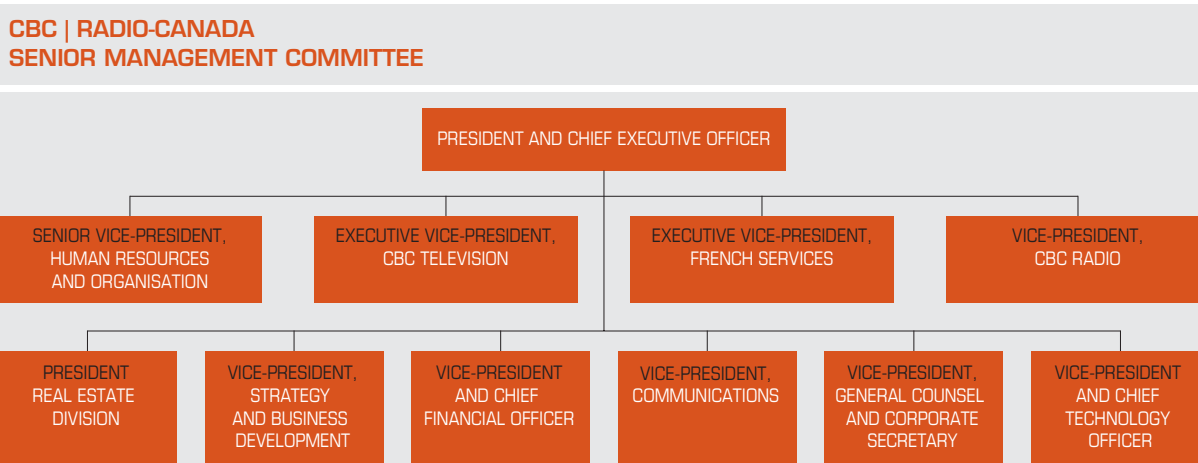 CBC | RADIO-CANADA
SENIOR MANAGEMENT COMMITTEE
PRESIDENT AND CHIEF EXECUTIVE OFFICER
SENIOR VICE-PRESIDENT,
HUMAN RESOURCES
AND ORGANISATION
EXECUTIVE VICE-PRESIDENT,
CBC TELEVISION
EXECUTIVE VICE-PRESIDENT,
FRENCH SERVICES
VICE-PRESIDENT,
CBC RADIO
PRESIDENT
REAL ESTATE
DIVISION
VICE-PRESIDENT,
STRATEGY
AND BUSINESS
DEVELOPMENT
VICE-PRESIDENT
AND CHIEF
FINANCIAL OFFICER
VICE-PRESIDENT,
COMMUNICATIONS
VICE-PRESIDENT,
GENERAL COUNSEL
AND CORPORATE
SECRETARY
VICE-PRESIDENT
AND CHIEF
TECHNOLOGY
OFFICER